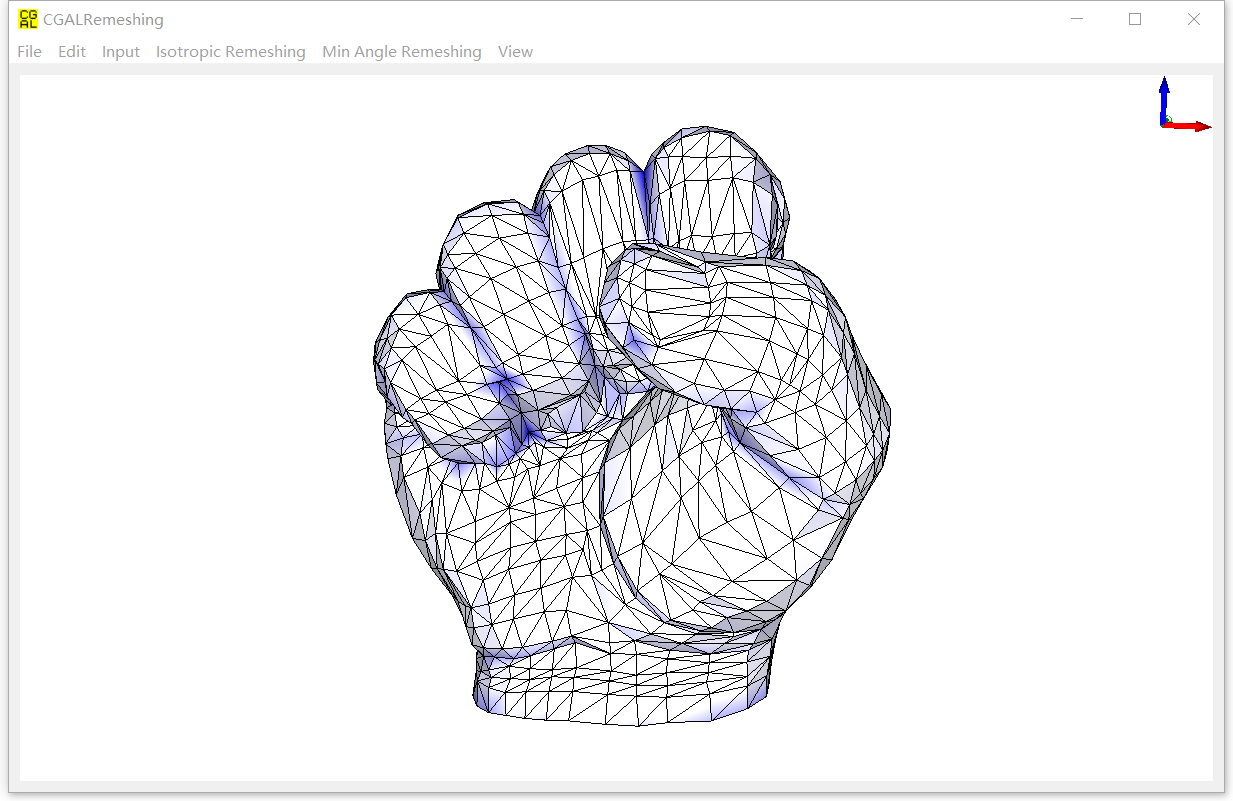 CG
AL
CGALRemeshing
File Edit Input Isotropic Remeshing Min Angle Remeshing View